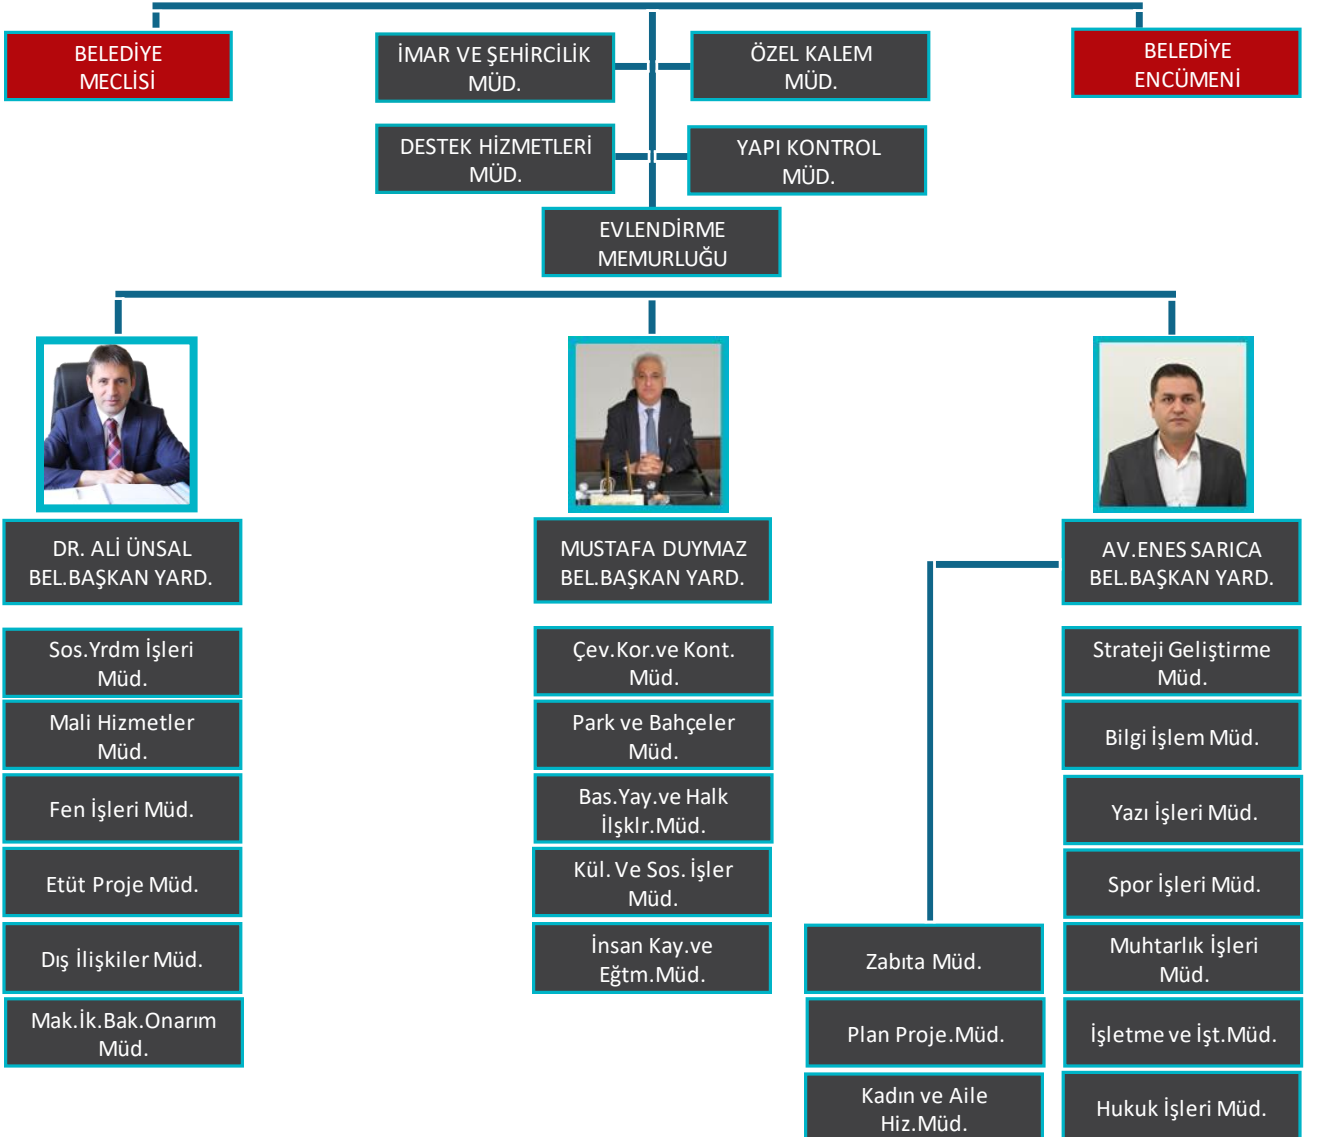 BELEDİYE
MECLİSİ
İMAR VE ŞEHİRCİLİK
MÜD.
ÖZEL KALEM
MÜD.
BELEDİYE
ENCÜMENİ
DESTEK HİZMETLERİ
MÜD.
YAPI KONTROL
MÜD.
EVLENDİRME
MEMURLUĞU
DR. ALİ ÜNSAL
BEL.BAŞKAN YARD.
Sos.Yrdm İşleri
Müd.
Mali Hizmetler
Müd.
Fen İşleri Müd.
Etüt Proje Müd.
Dış İlişkiler Müd.
Mak.İk.Bak.Onarım
Müd.
MUSTAFA DUYMAZ
BEL.BAŞKAN YARD.
Çev.Kor.ve Kont.
Müd.
Park ve Bahçeler
Müd.
Bas.Yay.ve Halk
İlşklr.Müd.
Kül. Ve Sos. İşler
Müd.
İnsan Kay.ve
Eğtm.Müd.
AV.ENES SARICA
BEL.BAŞKAN YARD.
Zabıta Müd.
Plan Proje.Müd.
Kadın ve Aile
Hiz.Müd.
Strateji Geliştirme
Müd.
Bilgi İşlem Müd.
Yazı İşleri Müd.
Spor İşleri Müd.
Muhtarlık İşleri
Müd.
İşletme ve İşt.Müd.
Hukuk İşleri Müd.